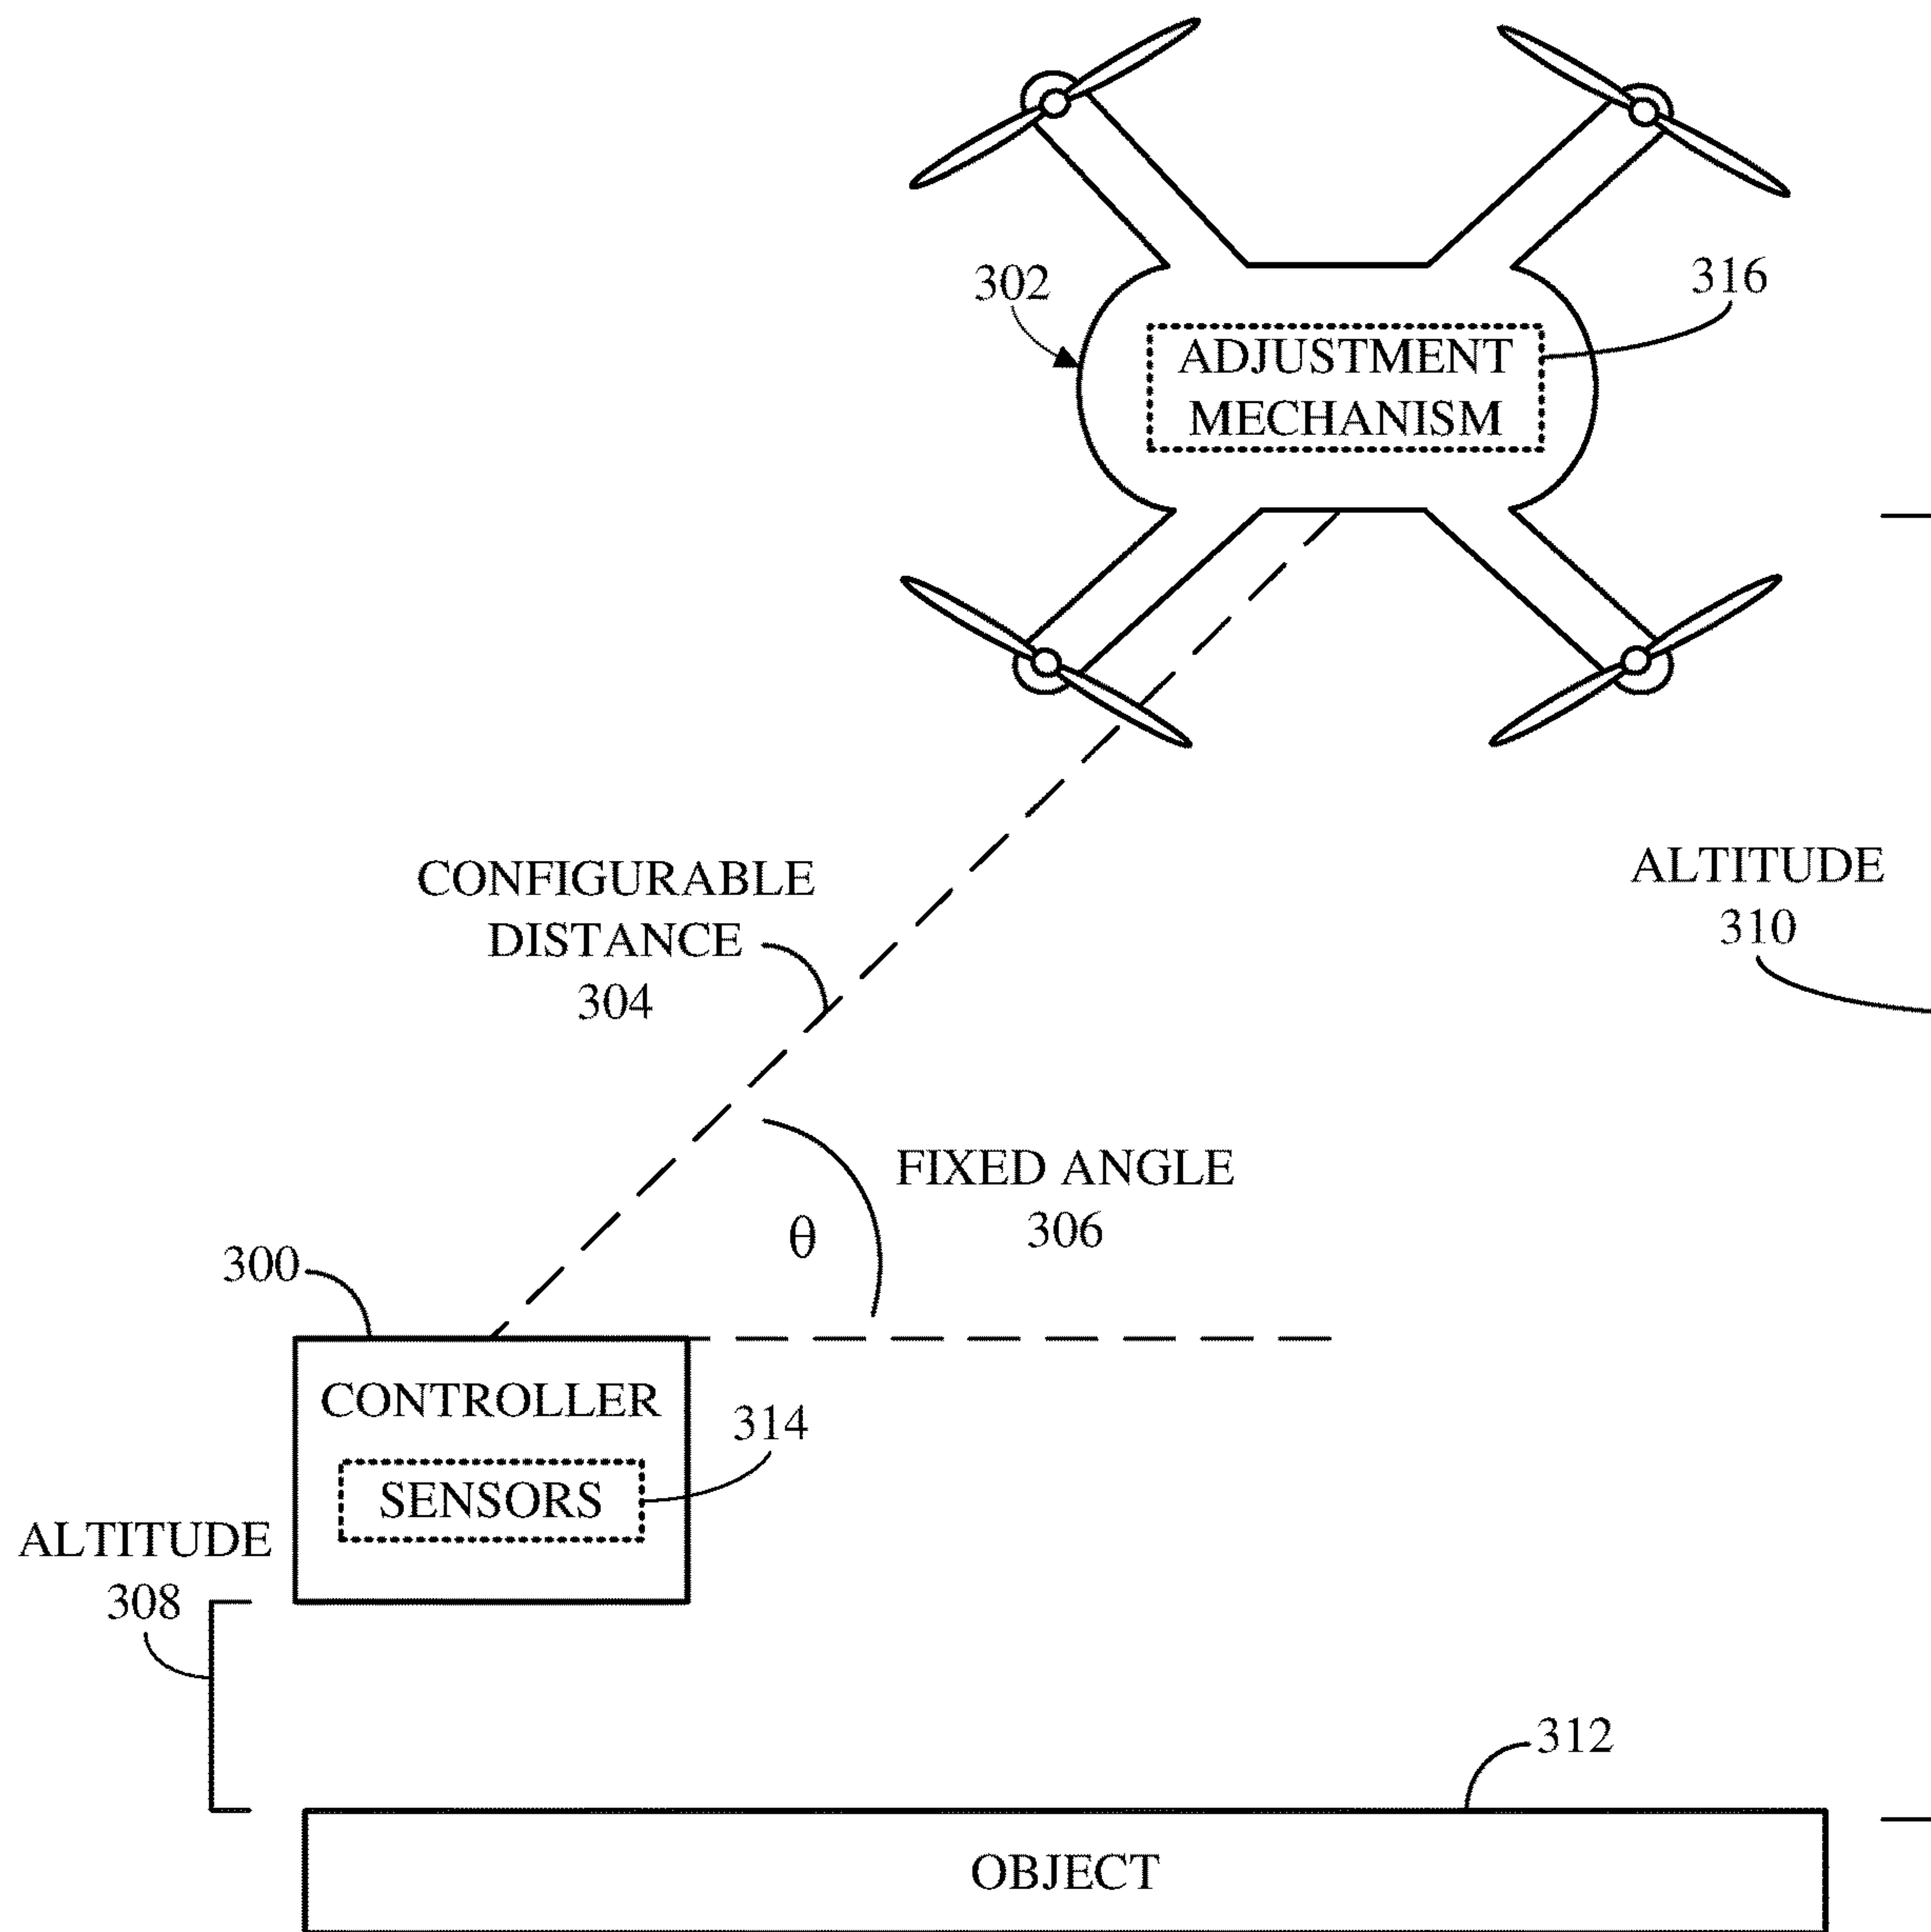 302
316
ADJUSTMENT
MECHANISM
CONFIGURABLE
DISTANCE
304
ALTITUDE
310
FIXED ANGLE
306
θ
300
CONTROLLER
314
SENSORS
ALTITUDE
308
312
OBJECT